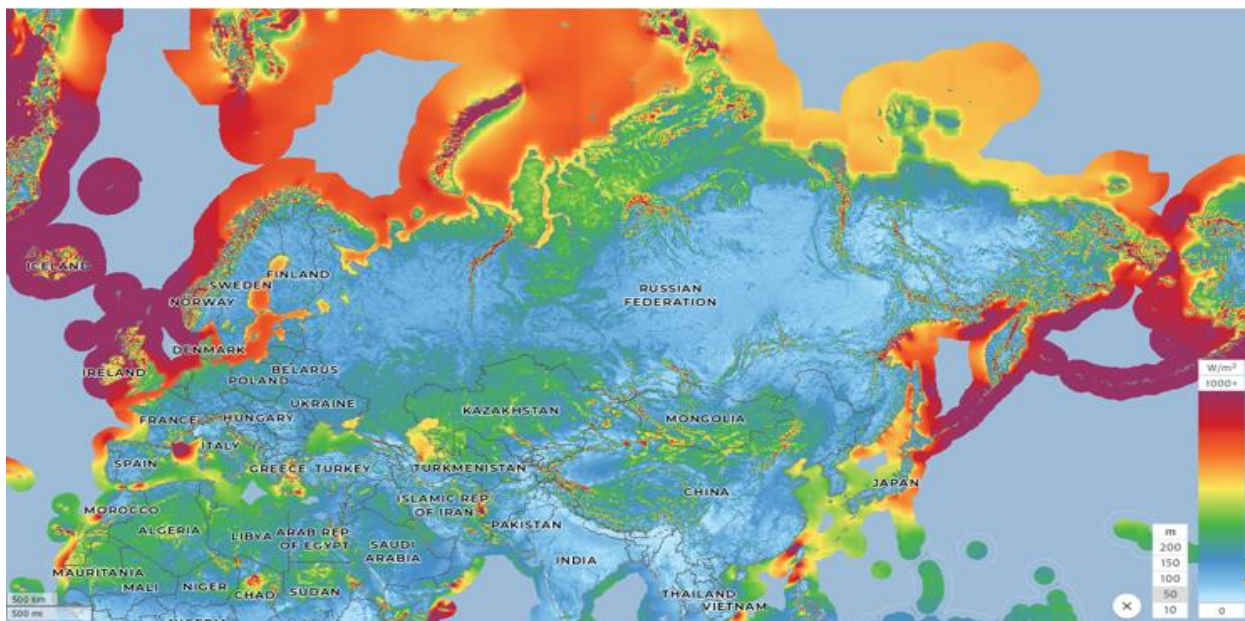 ICELAND
FINLAND
SWEDEN
NORWAY
RUSSIAN
FEDERATION
DENMARK
IRELAND
BELARUS
POLAND
UKRAINE
KAZAKHSTAN
MONGOLIA
FRANCE
HUNGARY
ITALY
SPAIN
GREECE
TURKEY
TURKMENISTAN
CHINA
JAPAN
ISLAMIC REP
OF IRAN
PAKISTAN
MOROCCO
ALGERIA
LIBYA
ARAB REP
OF EGYPT
SAUDI
ARABIA
INDIA
MAURITANIA
MALI
NIGER
CHAD
SUDAN
THAILAND
VIETNAM
500 km
500 mi
W/m²
1000+
0
m
200
150
100
50
10